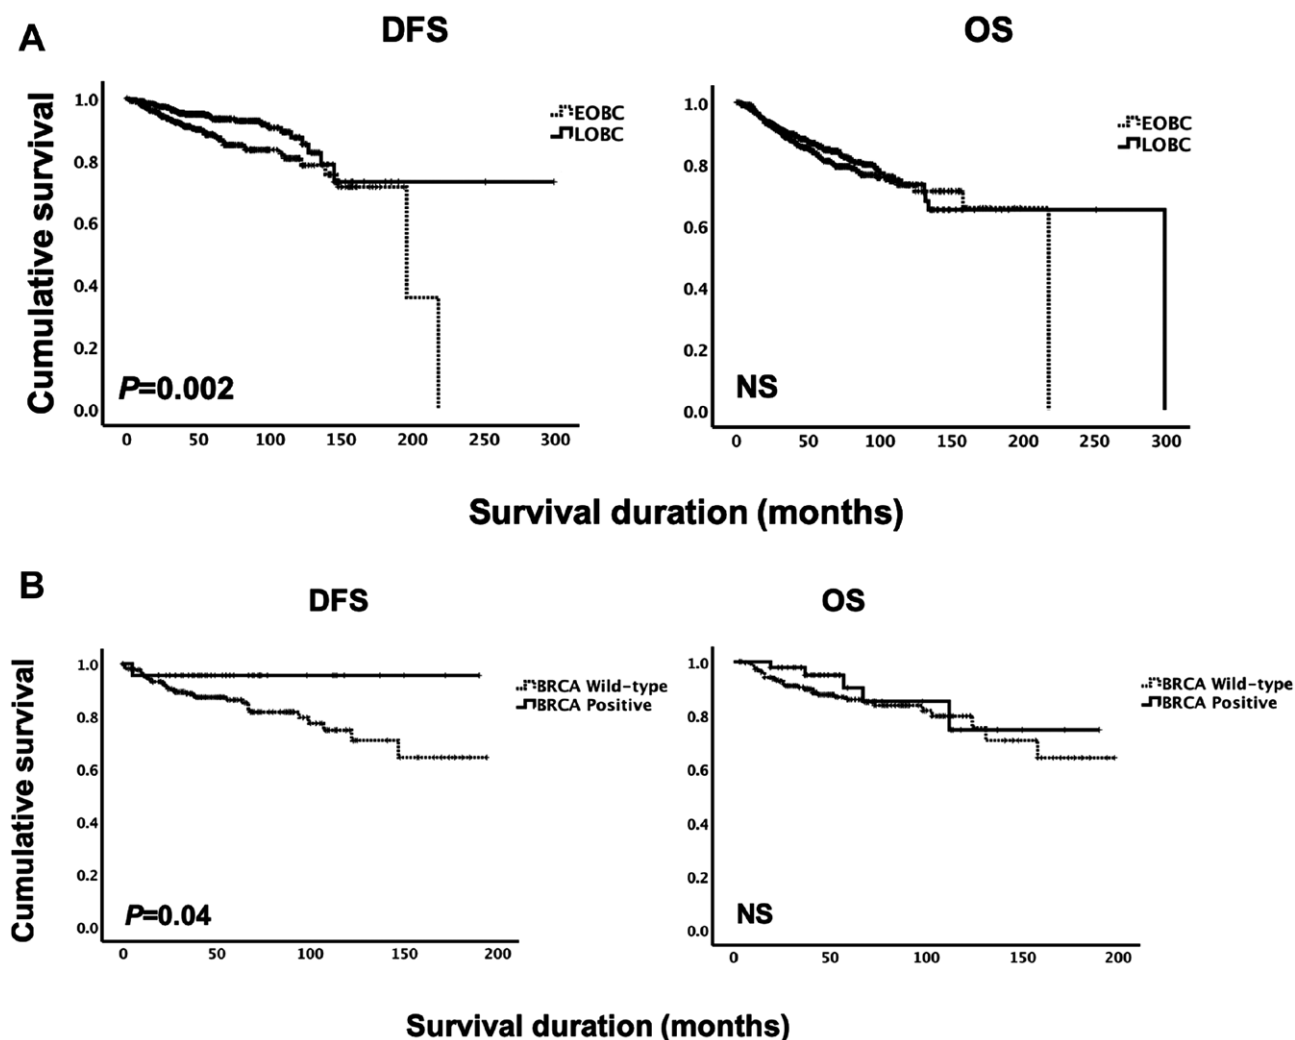 A
DFS
OS
Cumulative survival
1.0
0.8
0.6
0.4
0.2
0.0
EOBC
LOBC
P=0.002
0 50 100 150 200 250 300
1.0
0.8
0.6
0.4
0.2
0.0
EOBC
LOBC
NS
0 50 100 150 200 250 300
Survival duration (months)
B
DFS
OS
Cumulative survival
1.0
0.8
0.6
0.4
0.2
0.0
BRCA Wild-type
BRCA Positive
P=0.04
0 50 100 150 200
1.0
0.8
0.6
0.4
0.2
0.0
BRCA Wild-type
BRCA Positive
NS
0 50 100 150 200
Survival duration (months)